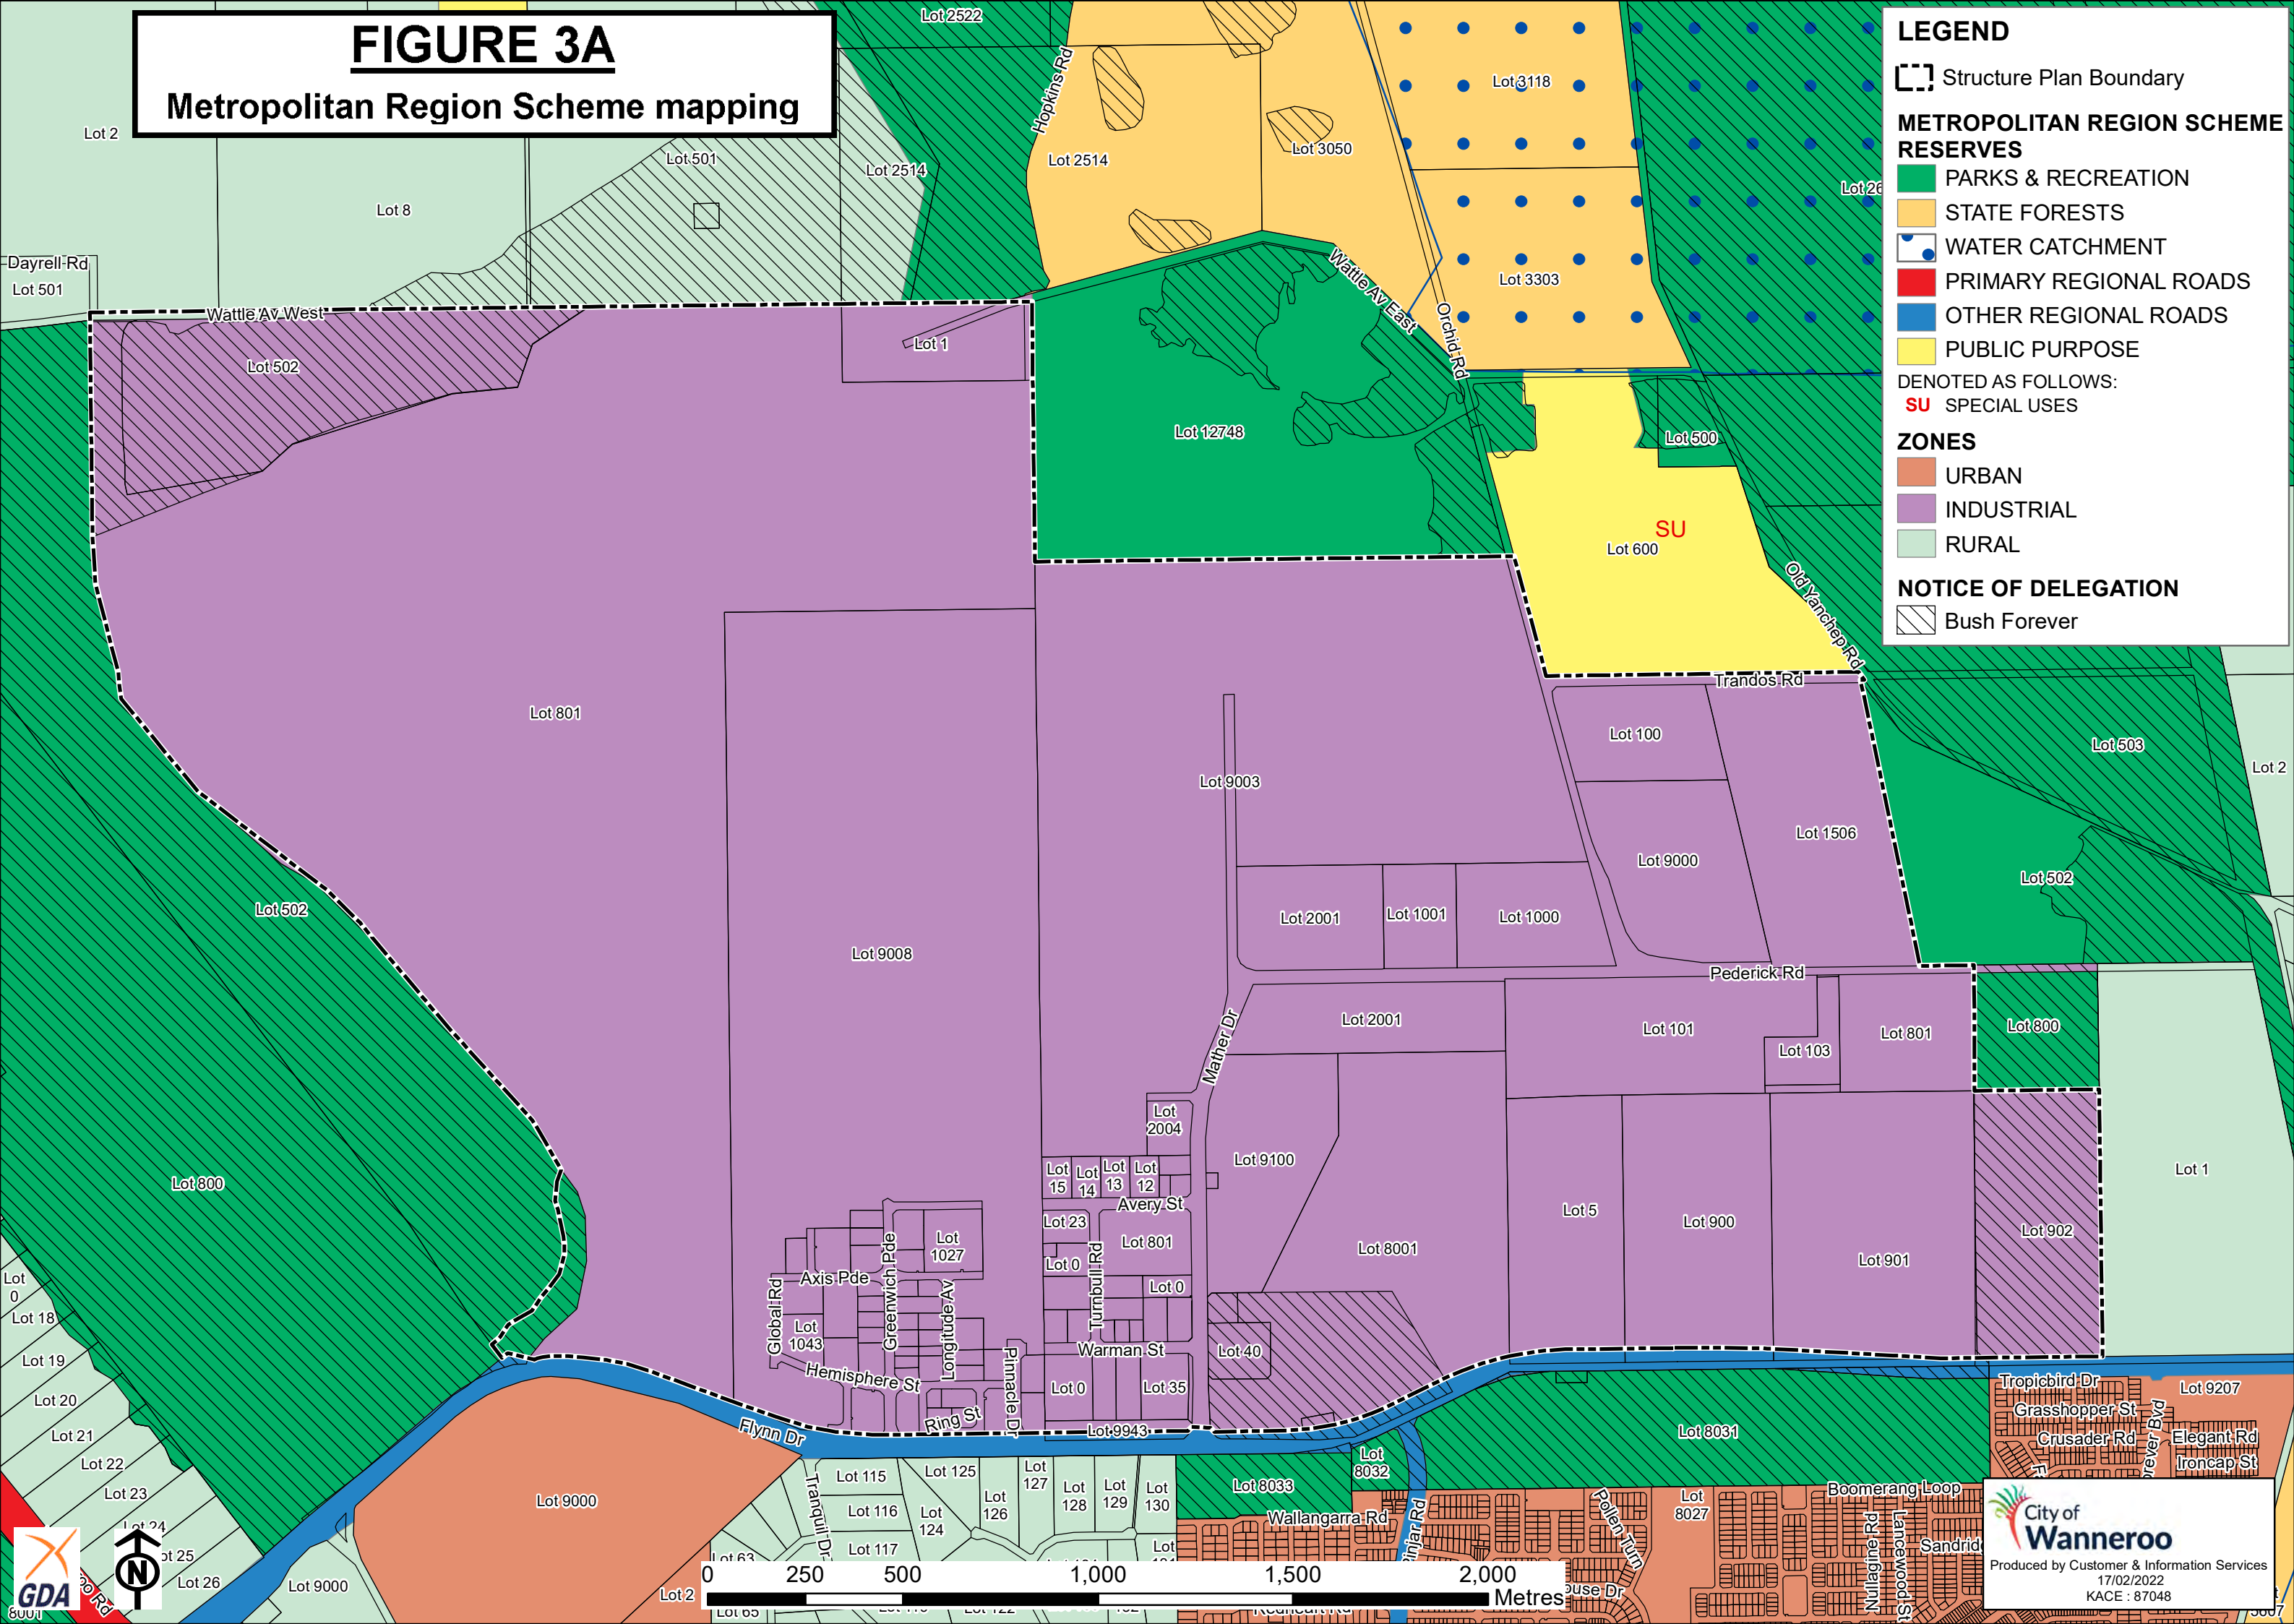 FIGURE 3A
Metropolitan Region Scheme mapping
LEGEND
Structure Plan Boundary
METROPOLITAN REGION SCHEME
RESERVES
PARKS & RECREATION
STATE FORESTS
WATER CATCHMENT
PRIMARY REGIONAL ROADS
OTHER REGIONAL ROADS
PUBLIC PURPOSE
DENOTED AS FOLLOWS:
SU SPECIAL USES
ZONES
URBAN
INDUSTRIAL
RURAL
NOTICE OF DELEGATION
Bush Forever
Lot 2522
Hopkins Rd
Lot 3118
Lot 2
Lot 501
Lot 2514
Lot 2514
Lot 3050
Lot 8
Dayrell Rd
Lot 501
Wattle Av West
Wattle Av East
Orchid Rd
Lot 3303
Lot 1
Lot 502
Lot 12748
Lot 500
SU
Lot 600
Old Yanchep Rd
Trandos Rd
Lot 801
Lot 100
Lot 503
Lot 2
Lot 9003
Lot 1506
Lot 9000
Lot 502
Lot 502
Lot 2001
Lot 1001
Lot 1000
Lot 9008
Pederick Rd
Mather Dr
Lot 2001
Lot 101
Lot 103
Lot 801
Lot 800
Lot
2004
Lot 9100
Lot
15
Lot
14
Lot
13
Lot
12
Avery St
Lot 1
Lot 800
Lot 5
Lot 900
Lot 901
Lot 902
Lot 23
Lot 801
Lot 0
Lot 0
Turnbull Rd
Lot 8001
Lot
1027
Axis Pde
Greenwich Pde
Longitude Av
Global Rd
Lot
1043
Hemisphere St
Pinnacle Dr
Warman St
Lot 40
Lot 0
Lot 35
Ring St
Lot 9943
Flynn Dr
Lot
0
Lot 18
Lot 19
Lot 20
Lot 21
Lot 22
Lot 23
Lot 24
Lot 26
Lot 9000
Lot 9000
Tranquil Dr
Lot 115
Lot 116
Lot 117
Lot
124
Lot 125
Lot
126
Lot
127
Lot
128
Lot
129
Lot
130
Lot
Lot 63
Lot 2
Lot 65
Lot 8033
Lot
8032
Lot 8031
Wallangarra Rd
Pollen Turn
Lot
8027
Boomerang Loop
Nullagine Rd
Lancewood St
Tropicbird Dr
Lot 9207
Grasshopper St
Crusader Rd
Elegant Rd
Ironcap St
GDA
N
0 250 500 1,000 1,500 2,000
Metres
City of
Wanneroo
Produced by Customer & Information Services
17/02/2022
KACE : 87048